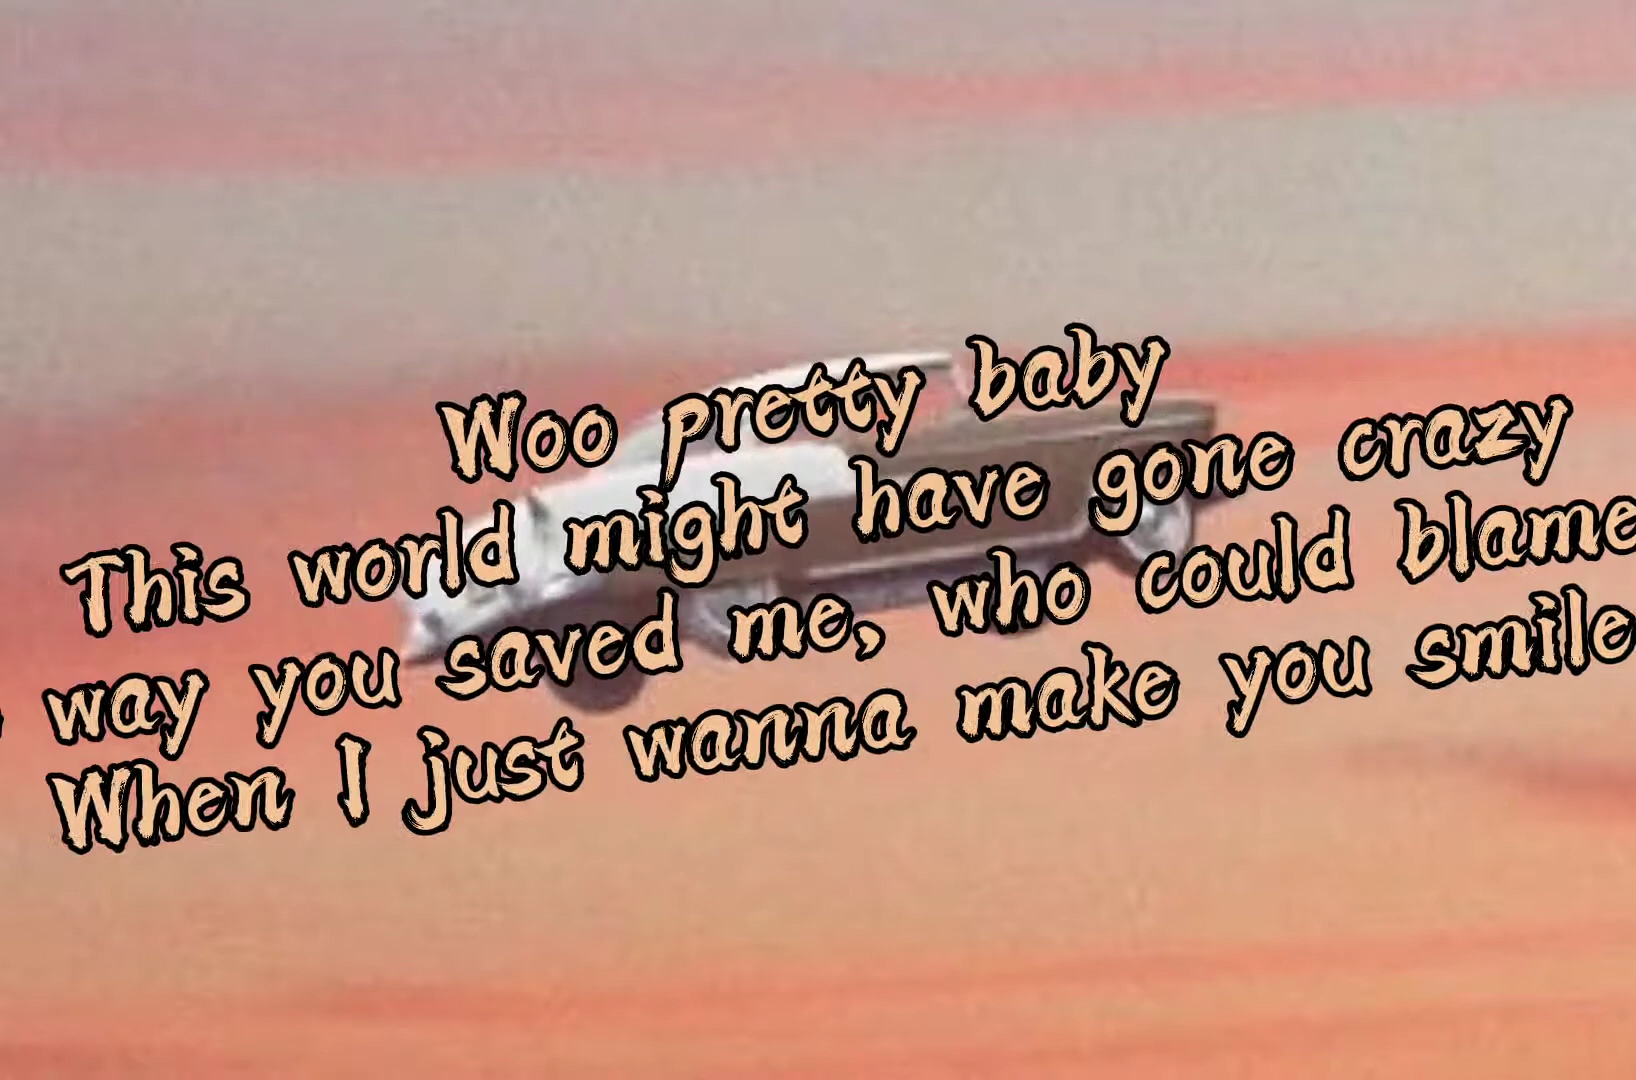 Woo pretty baby
This world might have gone crazy
way you saved me, who could blame
When I just wanna make you smile